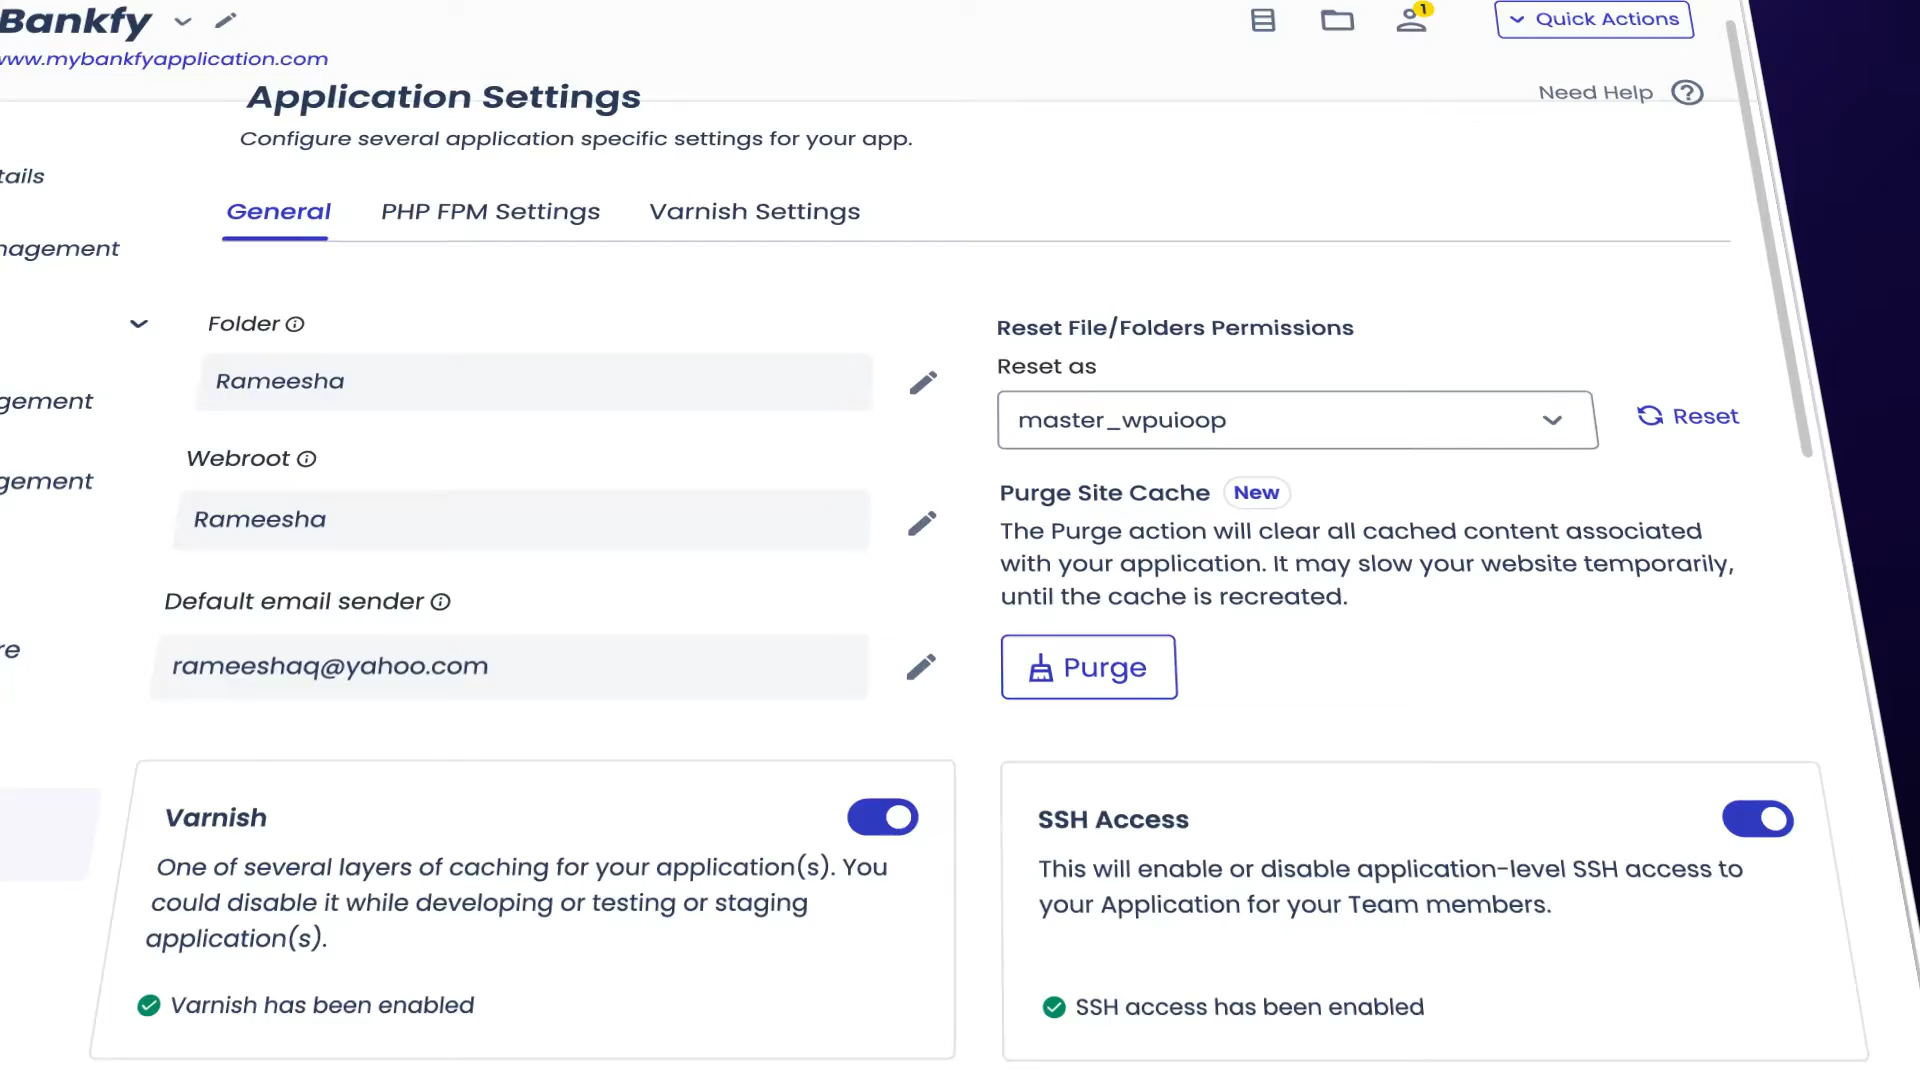 Bankfy
1
Quick Actions
www.mybankfyapplication.com
Application Settings
Need Help
Configure several application specific settings for your app.
General
PHP FPM Settings
Varnish Settings
Folder
Reset File/Folders Permissions
Rameesha
Reset as
master_wpuioop
Reset
Webroot
Rameesha
Purge Site Cache
New
The Purge action will clear all cached content associated
with your application. It may slow your website temporarily,
until the cache is recreated.
Default email sender
rameeshaq@yahoo.com
Purge
Varnish
One of several layers of caching for your application(s). You
could disable it while developing or testing or staging
application(s).
Varnish has been enabled
SSH Access
This will enable or disable application-level SSH access to
your Application for your Team members.
SSH access has been enabled